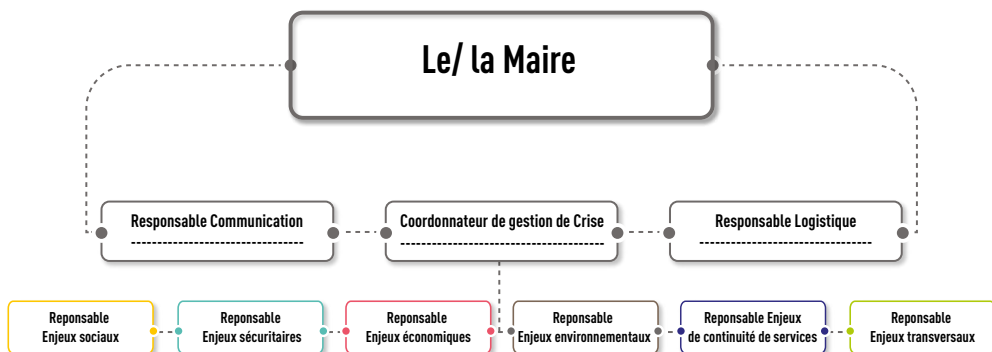 Le/ la Maire
Responsable Communication
Coordonnateur de gestion de Crise
Responsable Logistique
Reponsable
Enjeux sociaux
Reponsable
Enjeux sécuritaires
Reponsable
Enjeux économiques
Reponsable
Enjeux environnementaux
Reponsable Enjeux
de continuité de services
Reponsable
Enjeux transversaux